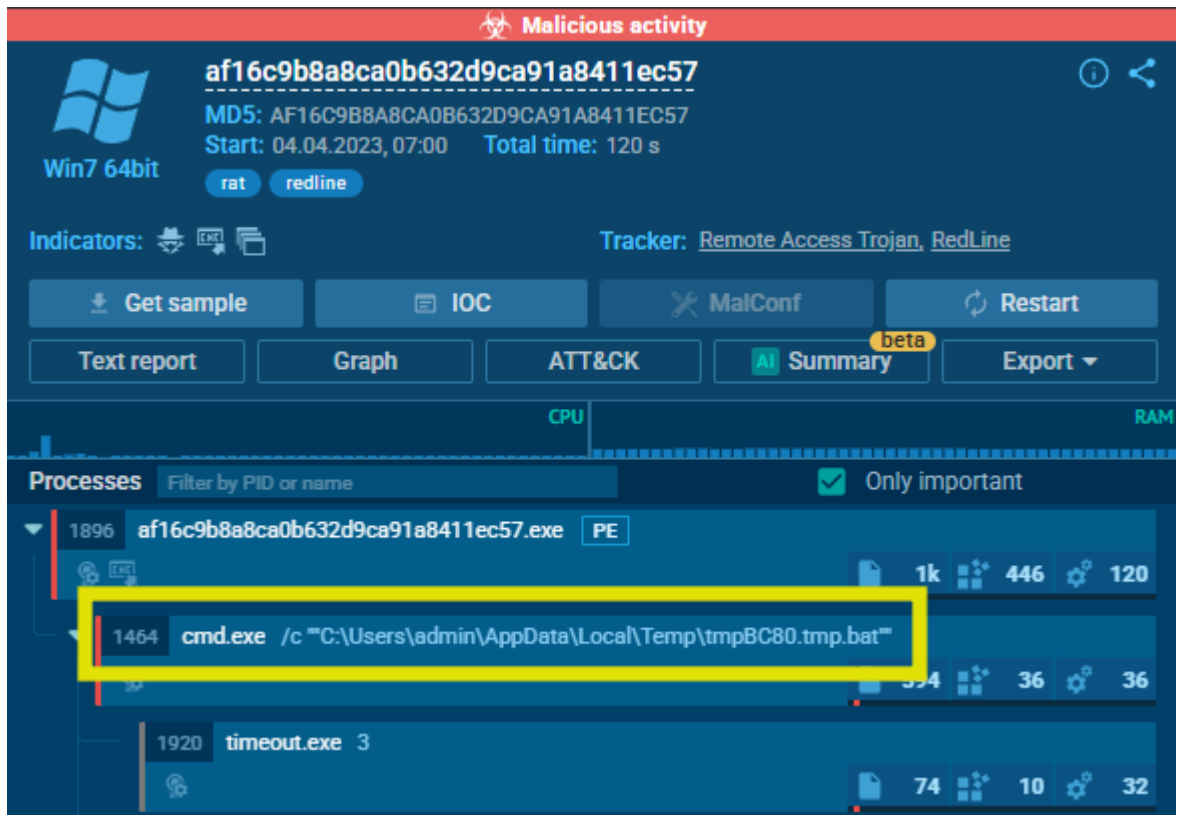 Malicious activity
af16c9b8a8ca0b632d9ca91a8411ec57
MD5: AF16C9B8A8CA0B632D9CA91A8411EC57
Start: 04.04.2023, 07:00 Total time: 120 s
Win7 64bit
rat redline
Indicators: Tracker: Remote Access Trojan, RedLine
Get sample IOC MalConf Restart
beta
Text report Graph ATT&CK AI Summary Export
CPU RAM
Processes Filter by PID or name Only important
1896 af16c9b8a8ca0b632d9ca91a8411ec57.exe PE
1k 446 120
1464 cmd.exe /c ""C:\Users\admin\AppData\Local\Temp\tmpBC80.tmp.bat""
36 36
1920 timeout.exe 3
74 10 32